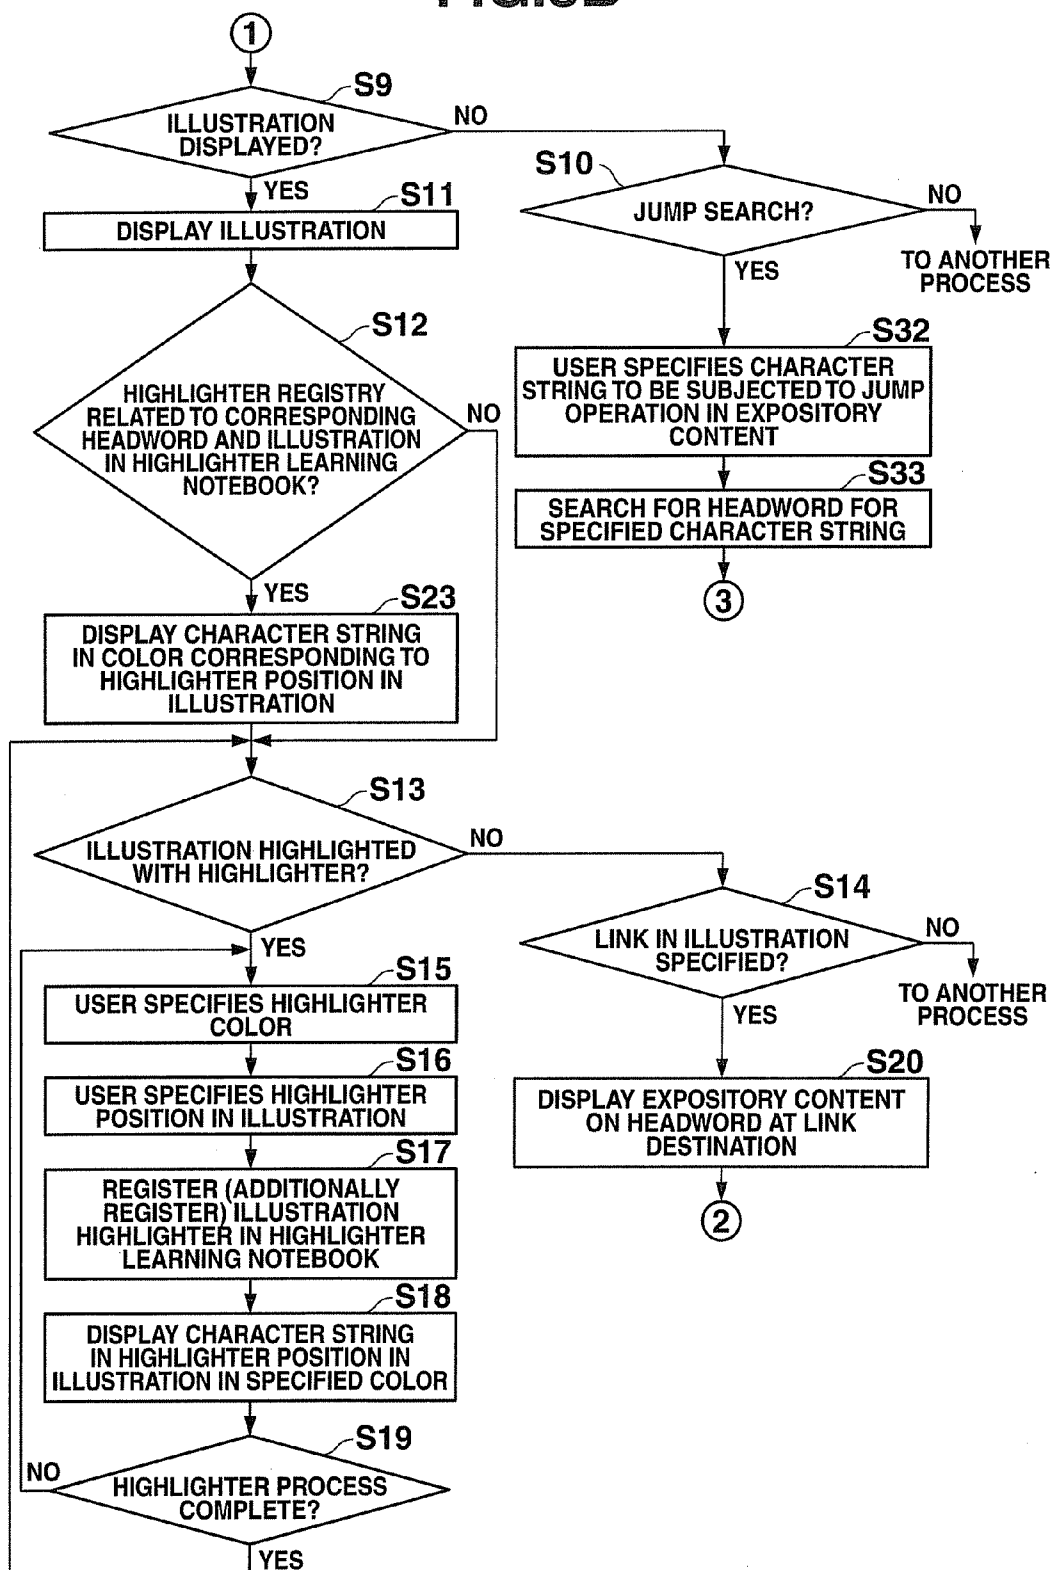 1
S9
ILLUSTRATION
DISPLAYED?
NO
YES
S10
JUMP SEARCH?
NO
TO ANOTHER
PROCESS
YES
S11
DISPLAY ILLUSTRATION
S12
HIGHLIGHTER REGISTRY
RELATED TO CORRESPONDING
HEADWORD AND ILLUSTRATION
IN HIGHLIGHTER LEARNING
NOTEBOOK?
NO
YES
S32
USER SPECIFIES CHARACTER
STRING TO BE SUBJECTED TO JUMP
OPERATION IN EXPOSITORY
CONTENT
S33
SEARCH FOR HEADWORD FOR
SPECIFIED CHARACTER STRING
3
S23
DISPLAY CHARACTER STRING
IN COLOR CORRESPONDING TO
HIGHLIGHTER POSITION IN
ILLUSTRATION
S13
ILLUSTRATION HIGHLIGHTED
WITH HIGHLIGHTER?
NO
YES
S14
LINK IN ILLUSTRATION
SPECIFIED?
NO
TO ANOTHER
PROCESS
YES
S20
DISPLAY EXPOSITORY CONTENT
ON HEADWORD AT LINK
DESTINATION
2
S15
USER SPECIFIES HIGHLIGHTER
COLOR
S16
USER SPECIFIES HIGHLIGHTER
POSITION IN ILLUSTRATION
S17
REGISTER (ADDITIONALLY
REGISTER) ILLUSTRATION
HIGHLIGHTER IN HIGHLIGHTER
LEARNING NOTEBOOK
S18
DISPLAY CHARACTER STRING
IN HIGHLIGHTER POSITION IN
ILLUSTRATION IN SPECIFIED COLOR
S19
HIGHLIGHTER PROCESS
COMPLETE?
NO
YES